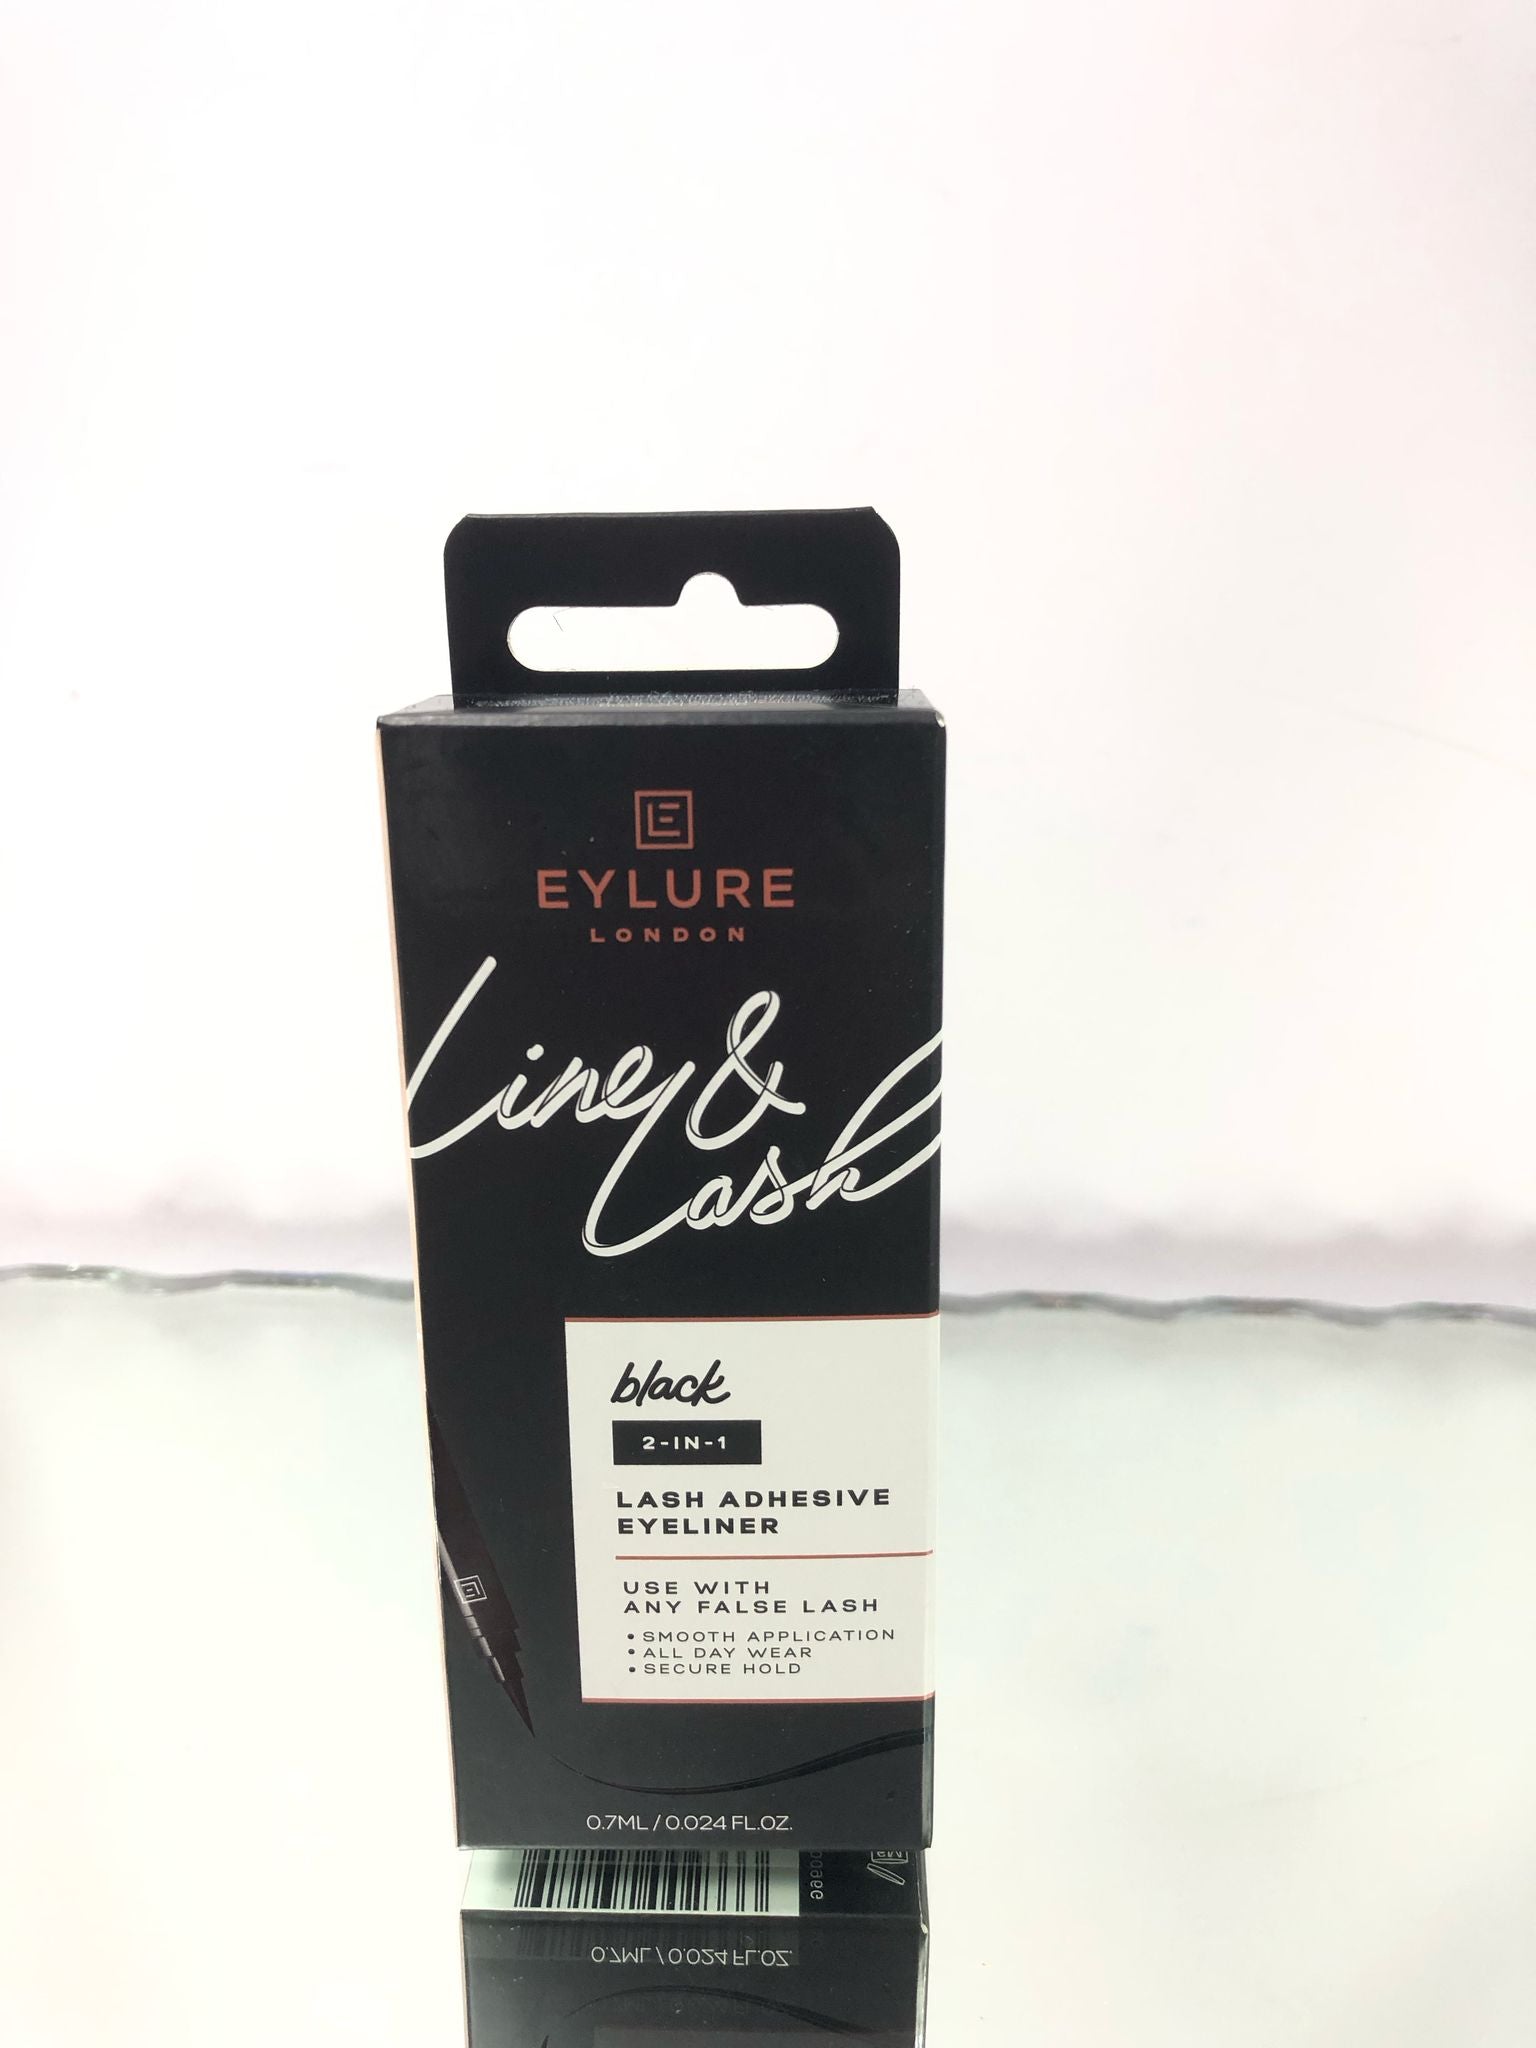 EYLURE
LONDON
Line &
Lash
black
2-IN-1
LASH ADHESIVE
EYELINER
USE WITH
ANY FALSE LASH
• SMOOTH APPLICATION
• ALL DAY WEAR
• SECURE HOLD
0.7ML / 0.024 FL.OZ.